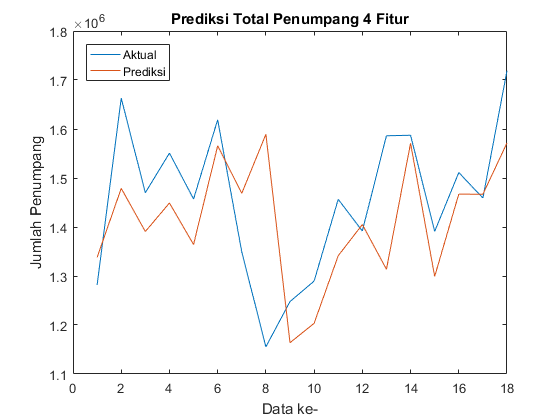 Prediksi Total Penumpang 4 Fitur
×10^6
1.8
1.7
1.6
1.5
1.4
1.3
1.2
1.1
Jumlah Penumpang
Aktual
Prediksi
0 2 4 6 8 10 12 14 16 18
Data ke-